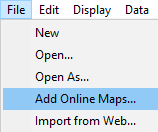 File Edit Display Data
New
Open...
Open As...
Add Online Maps...
Import from Web...